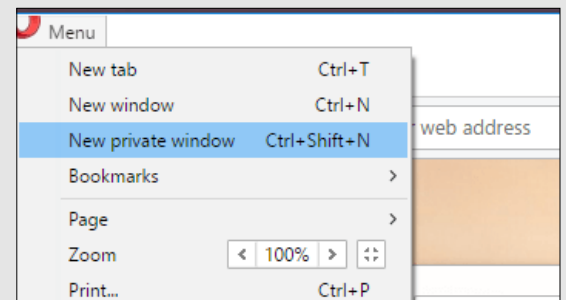 Menu
New tab Ctrl+T
New window Ctrl+N
web address
New private window Ctrl+Shift+N
Bookmarks >
Page >
Zoom < 100% >
Print... Ctrl+P